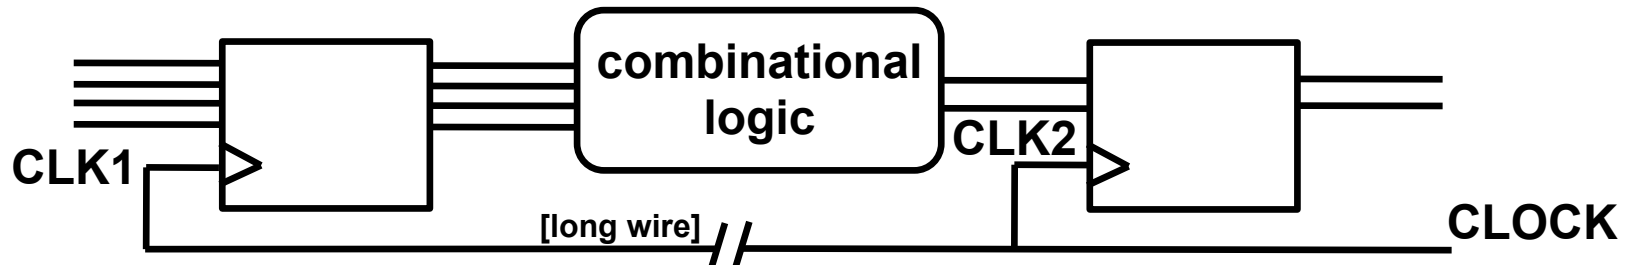 combinational
logic
CLK1
CLK2
[long wire]
CLOCK